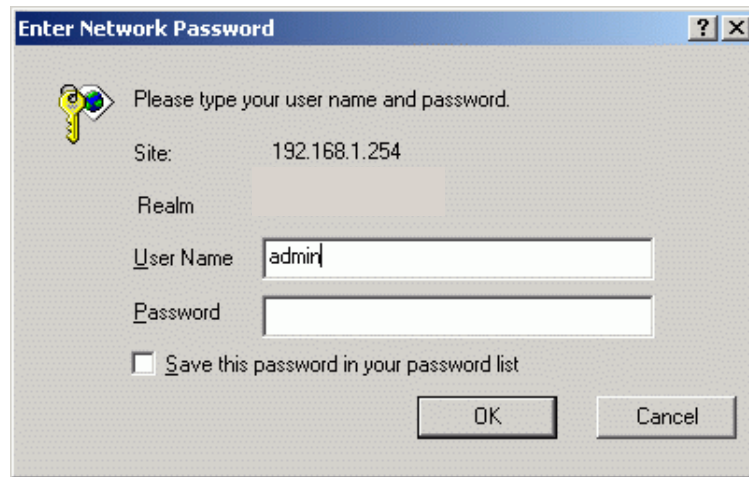 Enter Network Password
Please type your user name and password.
Site: 192.168.1.254
Realm
User Name admin
Password
Save this password in your password list
OK Cancel